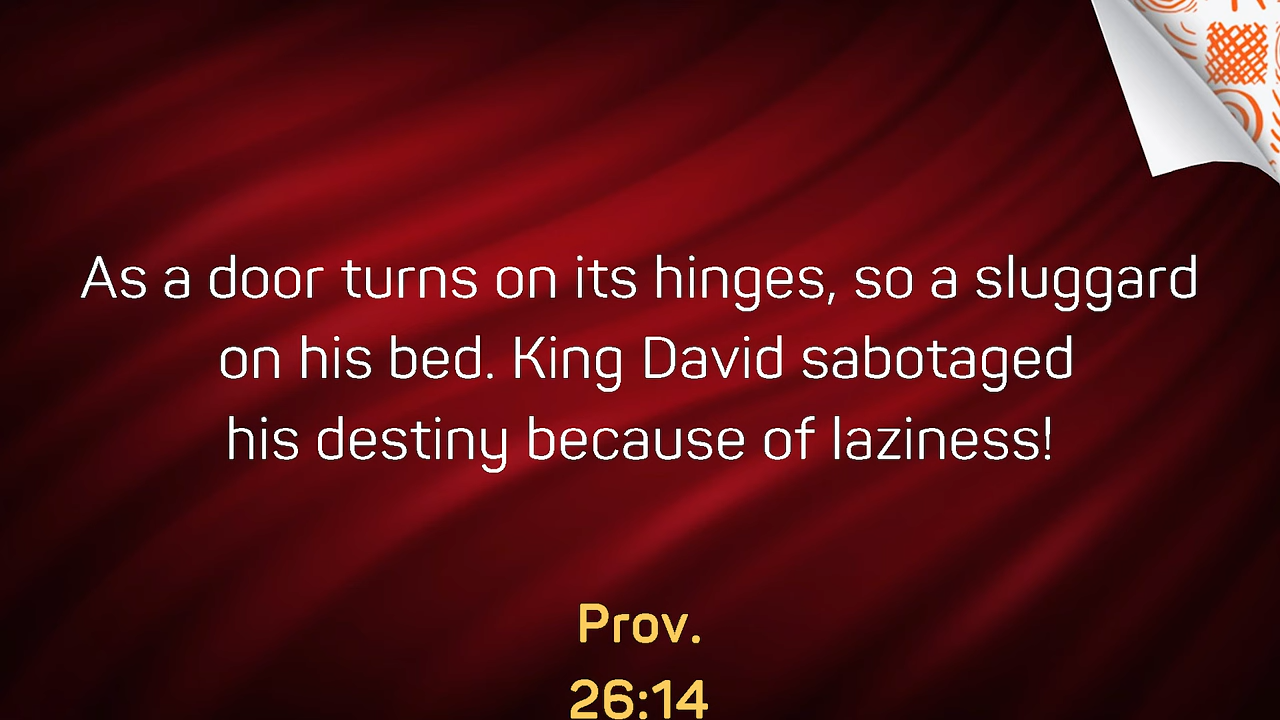 As a door turns on its hinges, so a sluggard
on his bed. King David sabotaged
his destiny because of laziness!
Prov.
26:14